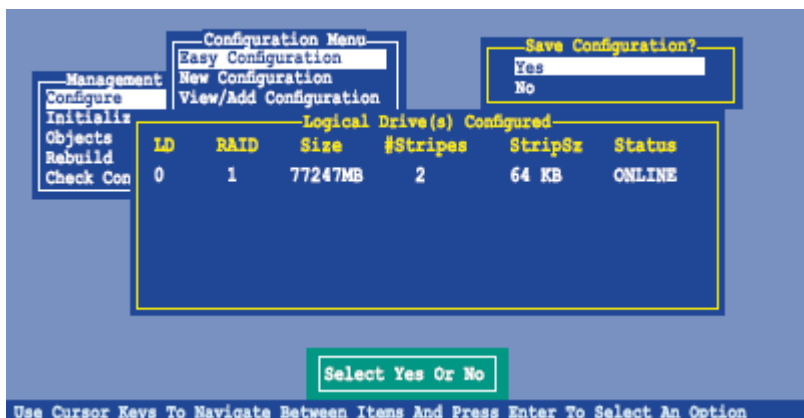 Configuration Menu
Easy Configuration
New Configuration
View/Add Configuration
Save Configuration?
Yes
No
Management
Configure
Initializ
Objects
Rebuild
Check Con
Logical Drive(s) Configured
LD RAID Size #Stripes StripSz Status
0 1 77247MB 2 64 KB ONLINE
Select Yes Or No
Use Cursor Keys To Navigate Between Items And Press Enter To Select An Option